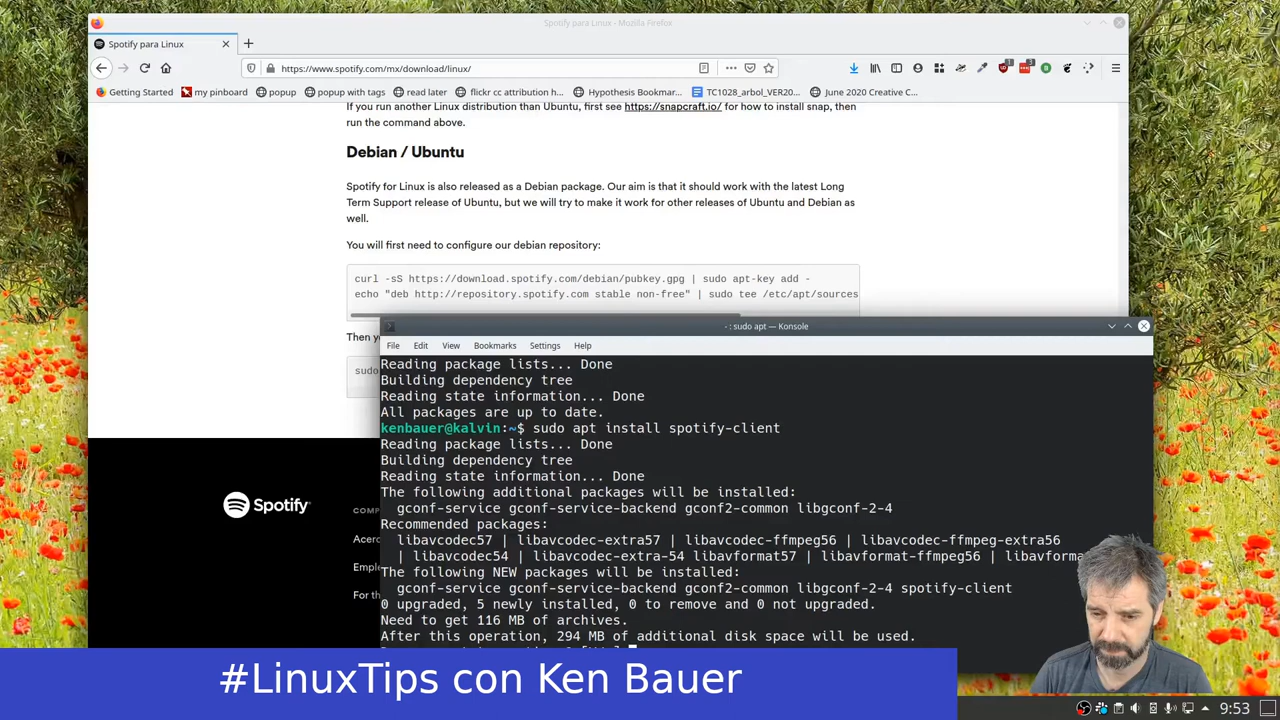 Spotify para Linux - Mozilla Firefox
Spotify para Linux
https://www.spotify.com/mx/download/linux/
Getting Started my pinboard popup popup with tags read later flickr cc attribution h... Hypothesis Bookmar... TC1028_arbol_VER20... June 2020 Creative C...
If you run another Linux distribution than Ubuntu, first see https://snapcraft.io/ for how to install snap, then
run the command above.
Debian / Ubuntu
Spotify for Linux is also released as a Debian package. Our aim is that it should work with the latest Long
Term Support release of Ubuntu, but we will try to make it work for other releases of Ubuntu and Debian as
well.
You will first need to configure our debian repository:
curl -sS https://download.spotify.com/debian/pubkey.gpg | sudo apt-key add -
echo "deb http://repository.spotify.com stable non-free" | sudo tee /etc/apt/sources
Then y
sudo
Spotify
COMP
Acerc
Emple
For th
- : sudo apt — Konsole
File Edit View Bookmarks Settings Help
Reading package lists... Done
Building dependency tree
Reading state information... Done
All packages are up to date.
kenbauer@kalvin:~$ sudo apt install spotify-client
Reading package lists... Done
Building dependency tree
Reading state information... Done
The following additional packages will be installed:
gconf-service gconf-service-backend gconf2-common libgconf-2-4
Recommended packages:
libavcodec57 | libavcodec-extra57 | libavcodec-ffmpeg56 | libavcodec-ffmpeg-extra56
| libavcodec54 | libavcodec-extra-54 libavformat57 | libavformat-ffmpeg56 | libavforma
The following NEW packages will be installed:
gconf-service gconf-service-backend gconf2-common libgconf-2-4 spotify-client
0 upgraded, 5 newly installed, 0 to remove and 0 not upgraded.
Need to get 116 MB of archives.
After this operation, 294 MB of additional disk space will be used.
#LinuxTips con Ken Bauer
9:53